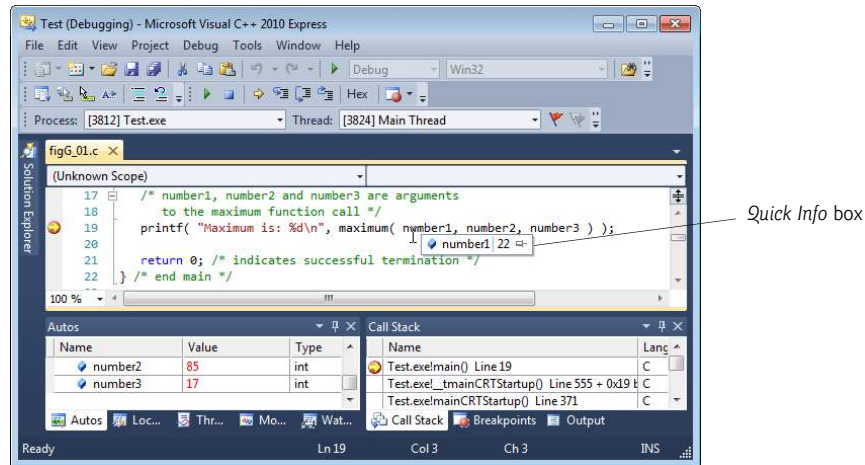 Test (Debugging) - Microsoft Visual C++ 2010 Express
File Edit View Project Debug Tools Window Help
Debug Win32
Hex
Process: [3812] Test.exe Thread: [3824] Main Thread
Solution Explorer
figG_01.c
(Unknown Scope)
17 /* number1, number2 and number3 are arguments
18 to the maximum function call */
19 printf( "Maximum is: %d\n", maximum( number1, number2, number3 ) );
20
number1 22
Quick Info box
21 return 0; /* indicates successful termination */
22 } /* end main */
100 %
Autos
Name Value Type
number2 85 int
number3 17 int
Autos Loc... Thr... Mo... Wat...
Call Stack
Name Lang
Test.exe!main() Line 19 C
Test.exe!__tmainCRTStartup() Line 555 + 0x19 b C
Test.exe!mainCRTStartup() Line 371 C
Call Stack Breakpoints Output
Ready Ln 19 Col 3 Ch 3 INS